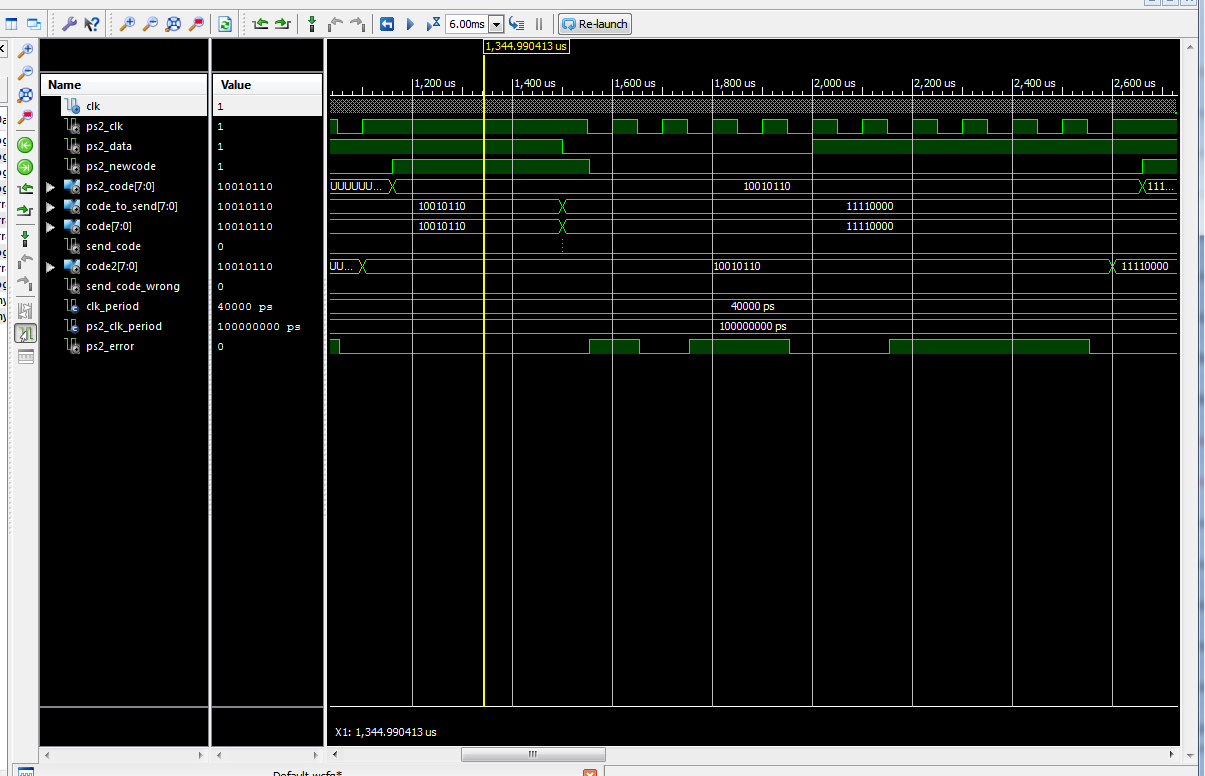 6.00ms
Re-launch
1,344.990413 us
Name
Value
1,200 us
1,400 us
1,600 us
1,800 us
2,000 us
2,200 us
2,400 us
2,600 us
clk
1
ps2_clk
1
ps2_data
1
ps2_newcode
1
ps2_code[7:0]
10010110
UUUUUU...
10010110
111...
code_to_send[7:0]
10010110
10010110
11110000
code[7:0]
10010110
10010110
11110000
send_code
0
code2[7:0]
10010110
UU...
10010110
11110000
send_code_wrong
0
clk_period
40000 ps
40000 ps
ps2_clk_period
100000000 ps
100000000 ps
ps2_error
0
X1: 1,344.990413 us
Default.wcfg*